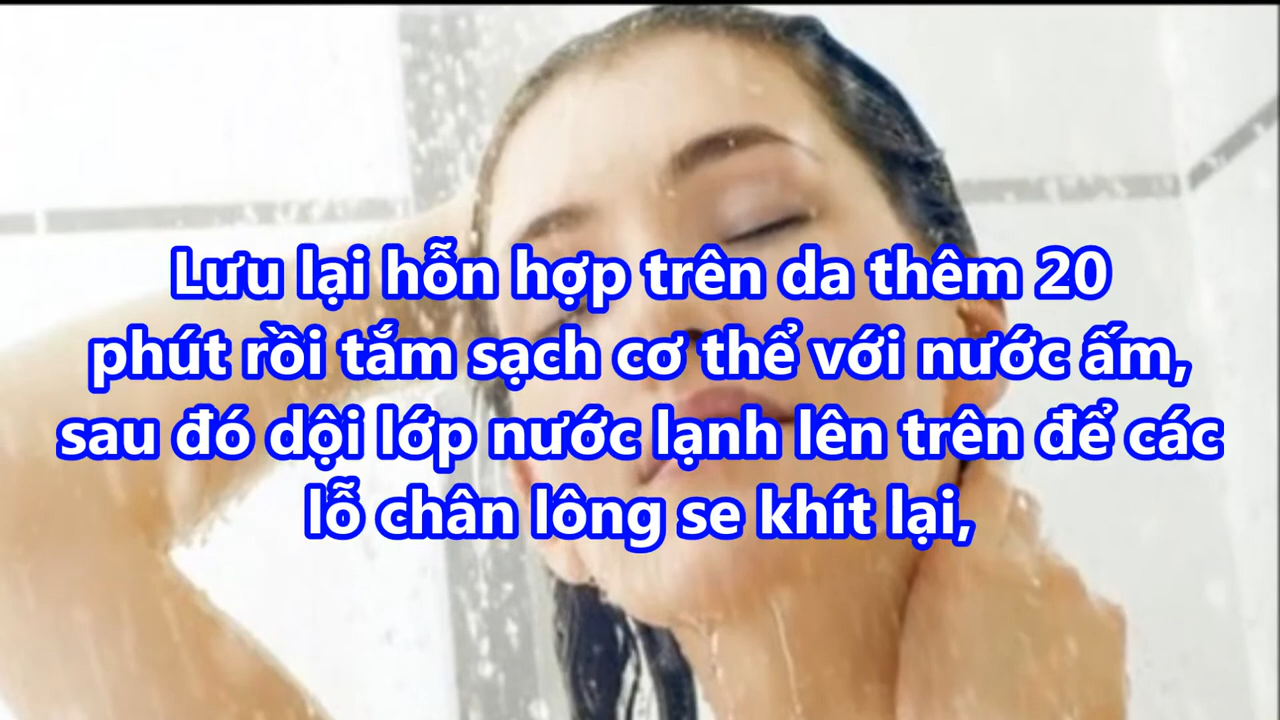 Lưu lại hỗn hợp trên da thêm 20
phút rồi tắm sạch cơ thể với nước ấm,
sau đó dội lớp nước lạnh lên trên để các
lỗ chân lông se khít lại,